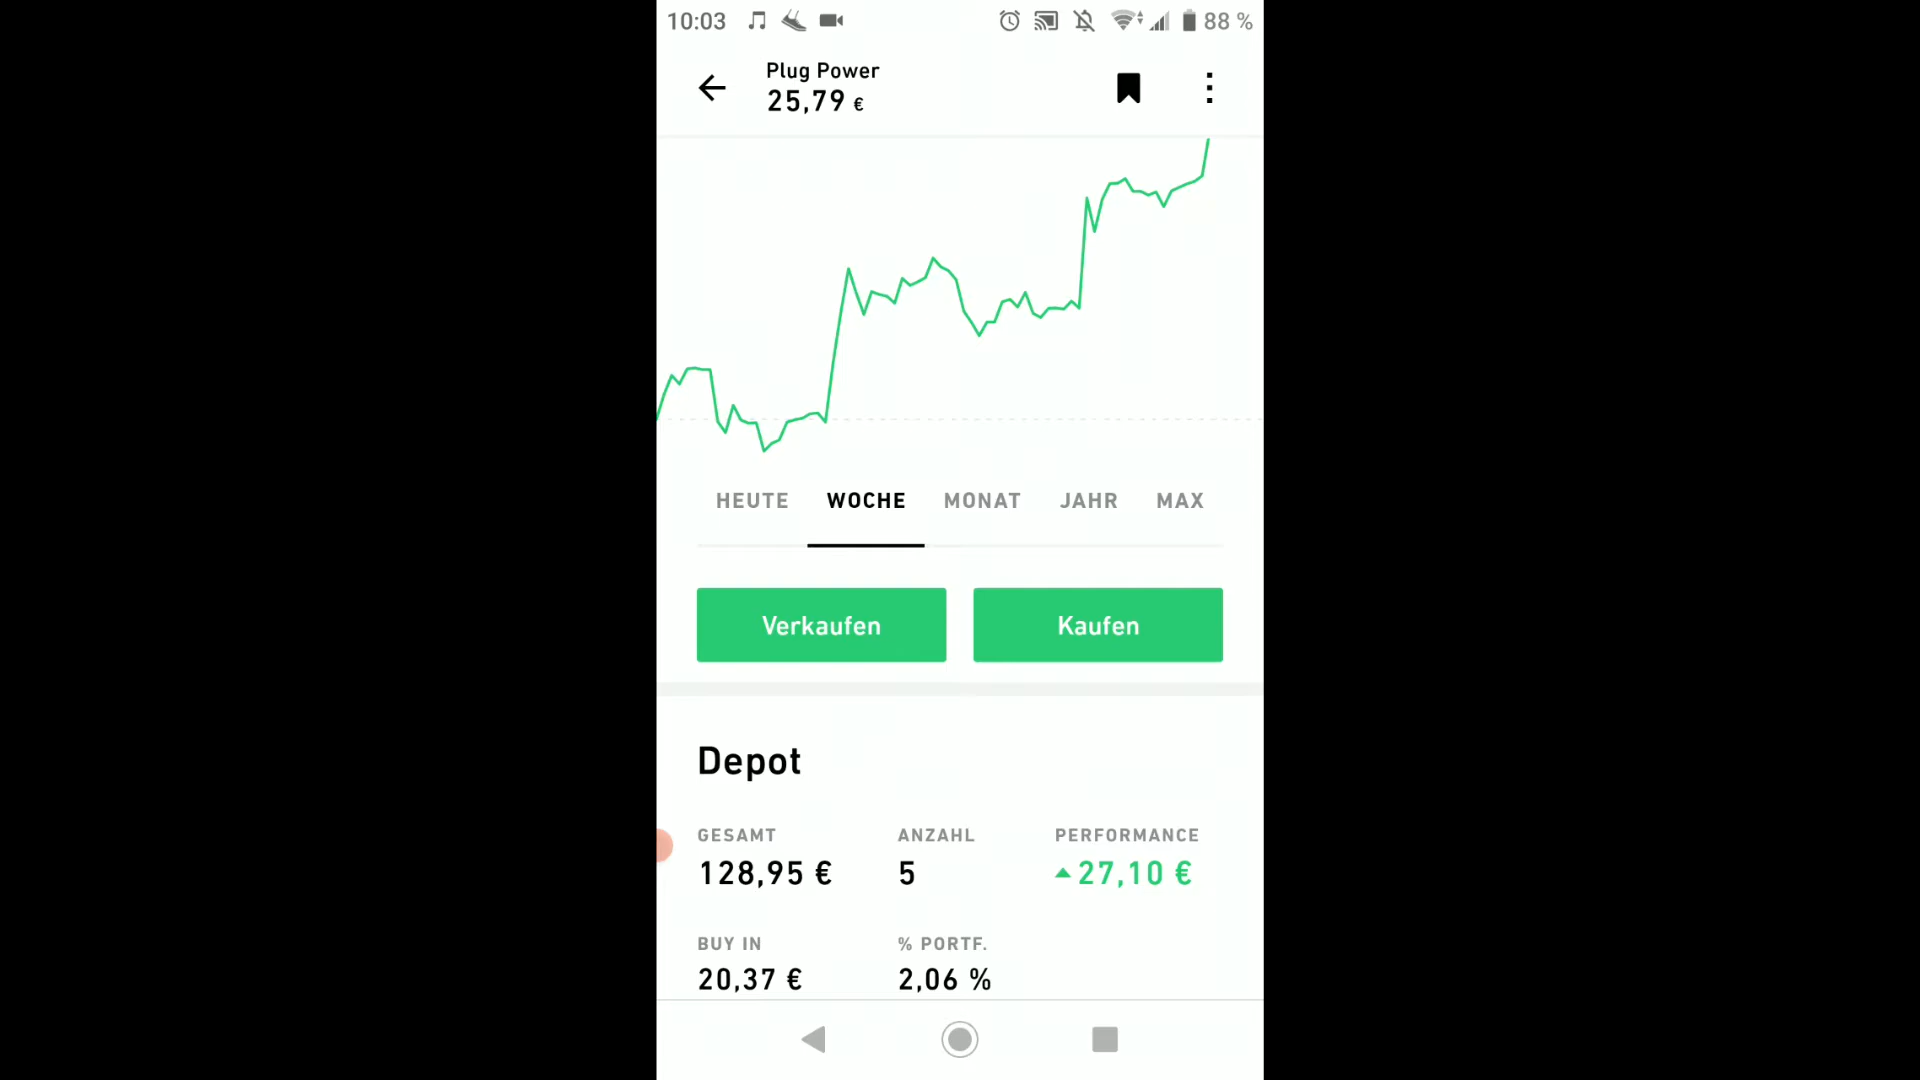 10:03 88 %
Plug Power
25,79 €
HEUTE WOCHE MONAT JAHR MAX
Verkaufen Kaufen
Depot
GESAMT ANZAHL PERFORMANCE
128,95 € 5 27,10 €
BUY IN % PORTF.
20,37 € 2,06 %